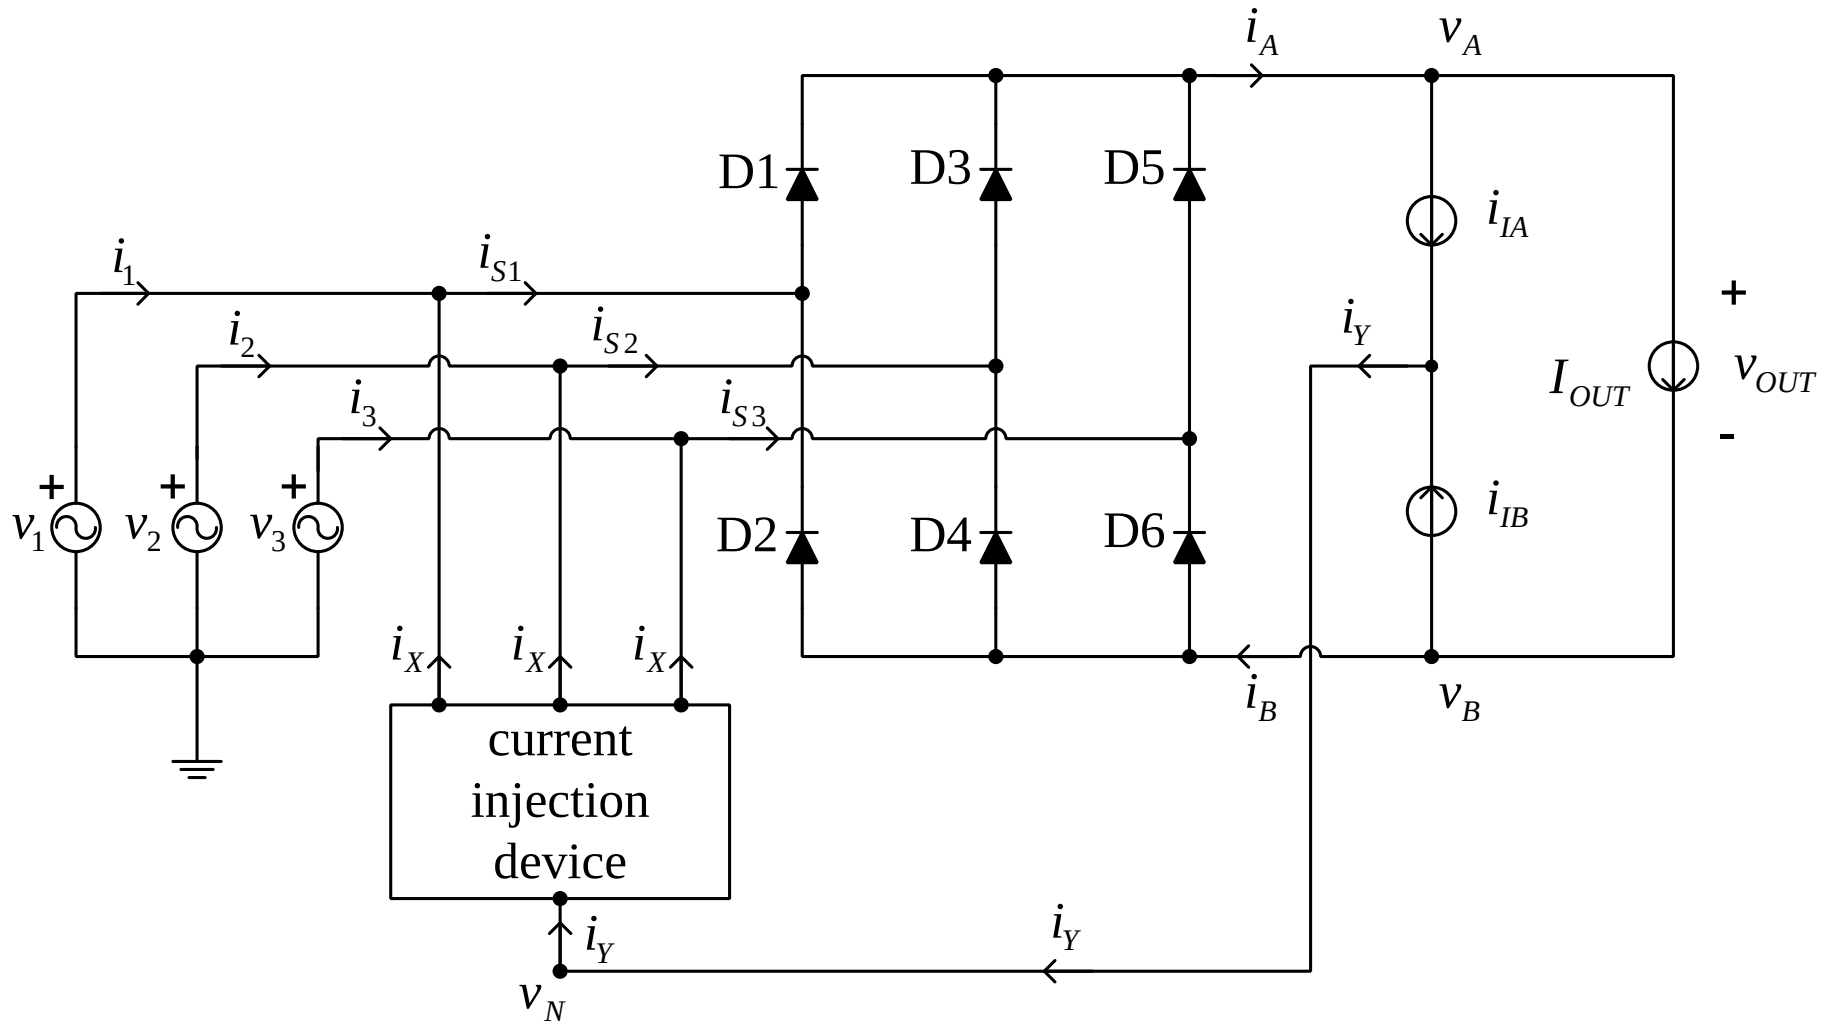 i_A
v_A
D1
D3
D5
i_IA
i_1
i_S1
+
i_2
i_S2
i_Y
i_3
i_S3
I_OUT
v_OUT
-
+
+
+
v_1
v_2
v_3
D2
D4
D6
i_IB
i_X
i_X
i_X
i_B
v_B
current
injection
device
i_Y
i_Y
v_N